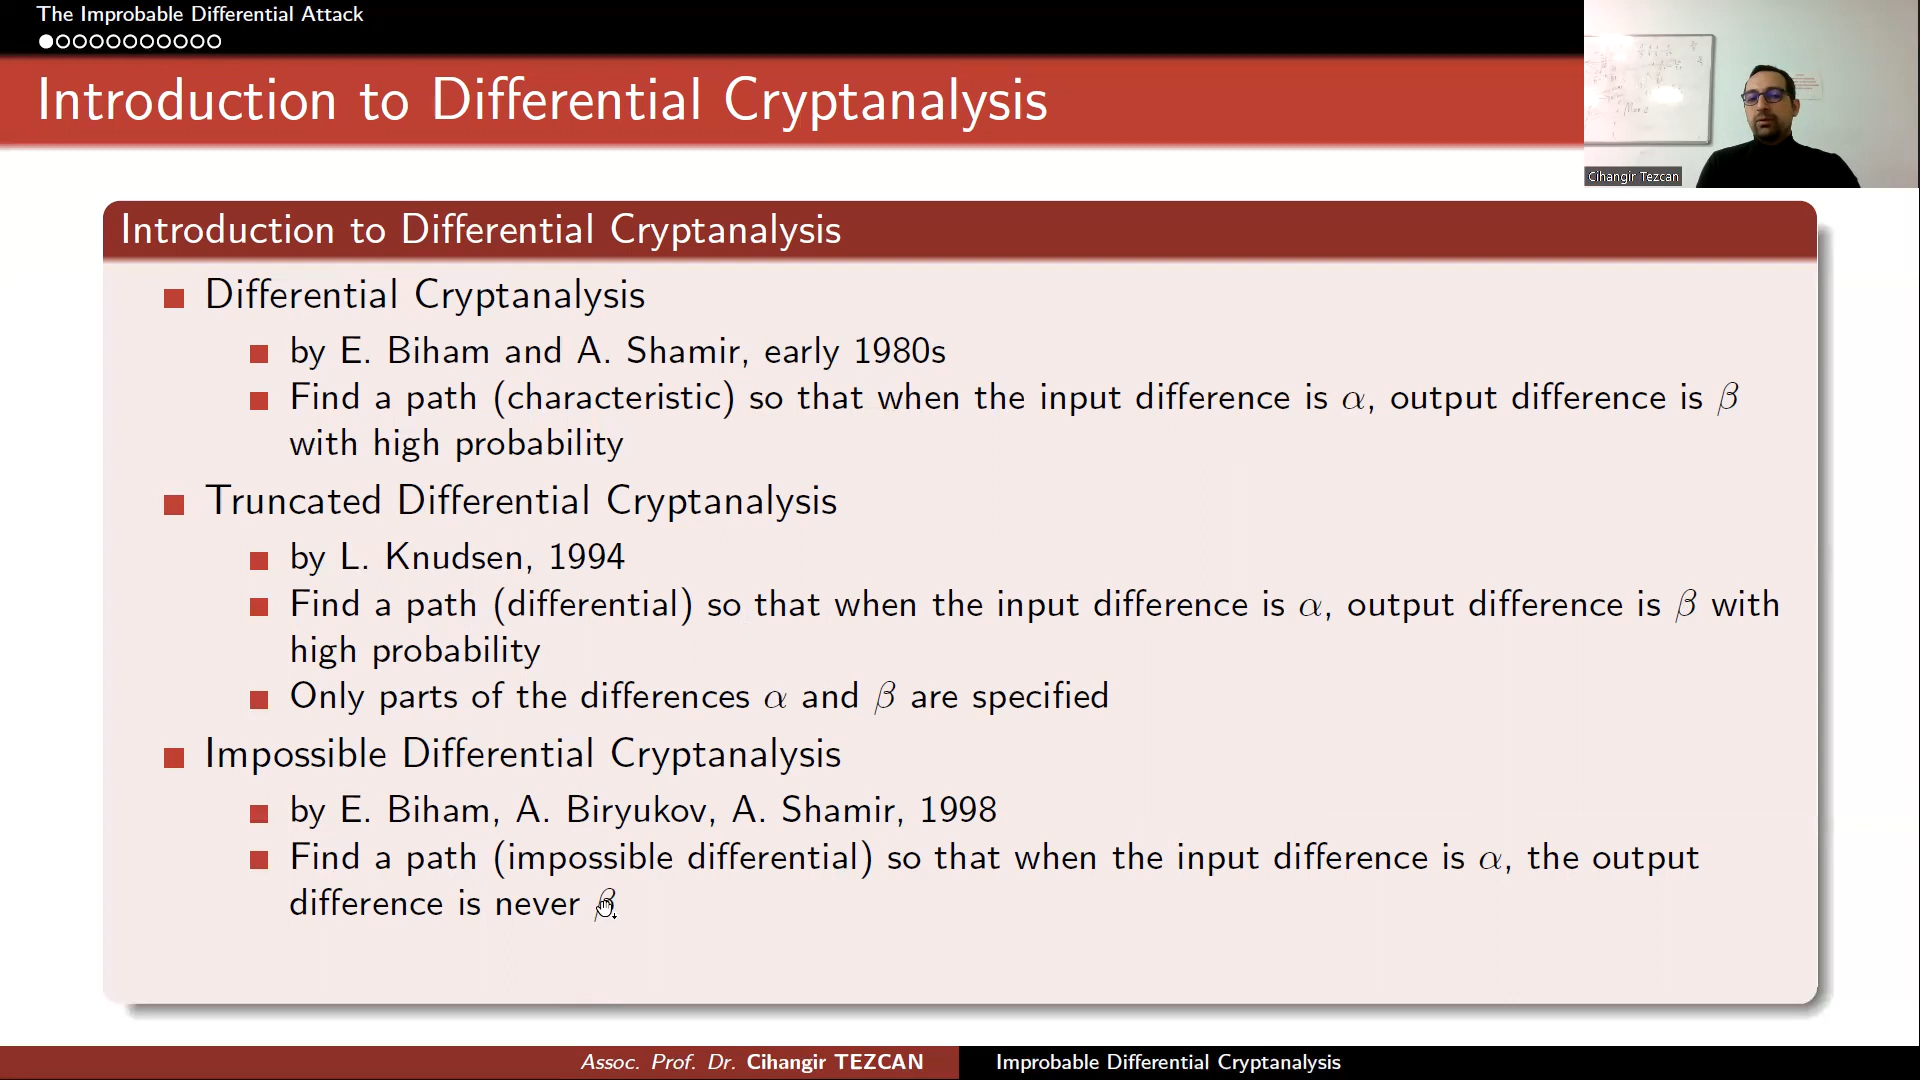 The Improbable Differential Attack
Introduction to Differential Cryptanalysis
Cihangir Tezcan
Introduction to Differential Cryptanalysis
Differential Cryptanalysis
by E. Biham and A. Shamir, early 1980s
Find a path (characteristic) so that when the input difference is α, output difference is β
with high probability
Truncated Differential Cryptanalysis
by L. Knudsen, 1994
Find a path (differential) so that when the input difference is α, output difference is β with
high probability
Only parts of the differences α and β are specified
Impossible Differential Cryptanalysis
by E. Biham, A. Biryukov, A. Shamir, 1998
Find a path (impossible differential) so that when the input difference is α, the output
difference is never β
Assoc. Prof. Dr. Cihangir TEZCAN
Improbable Differential Cryptanalysis